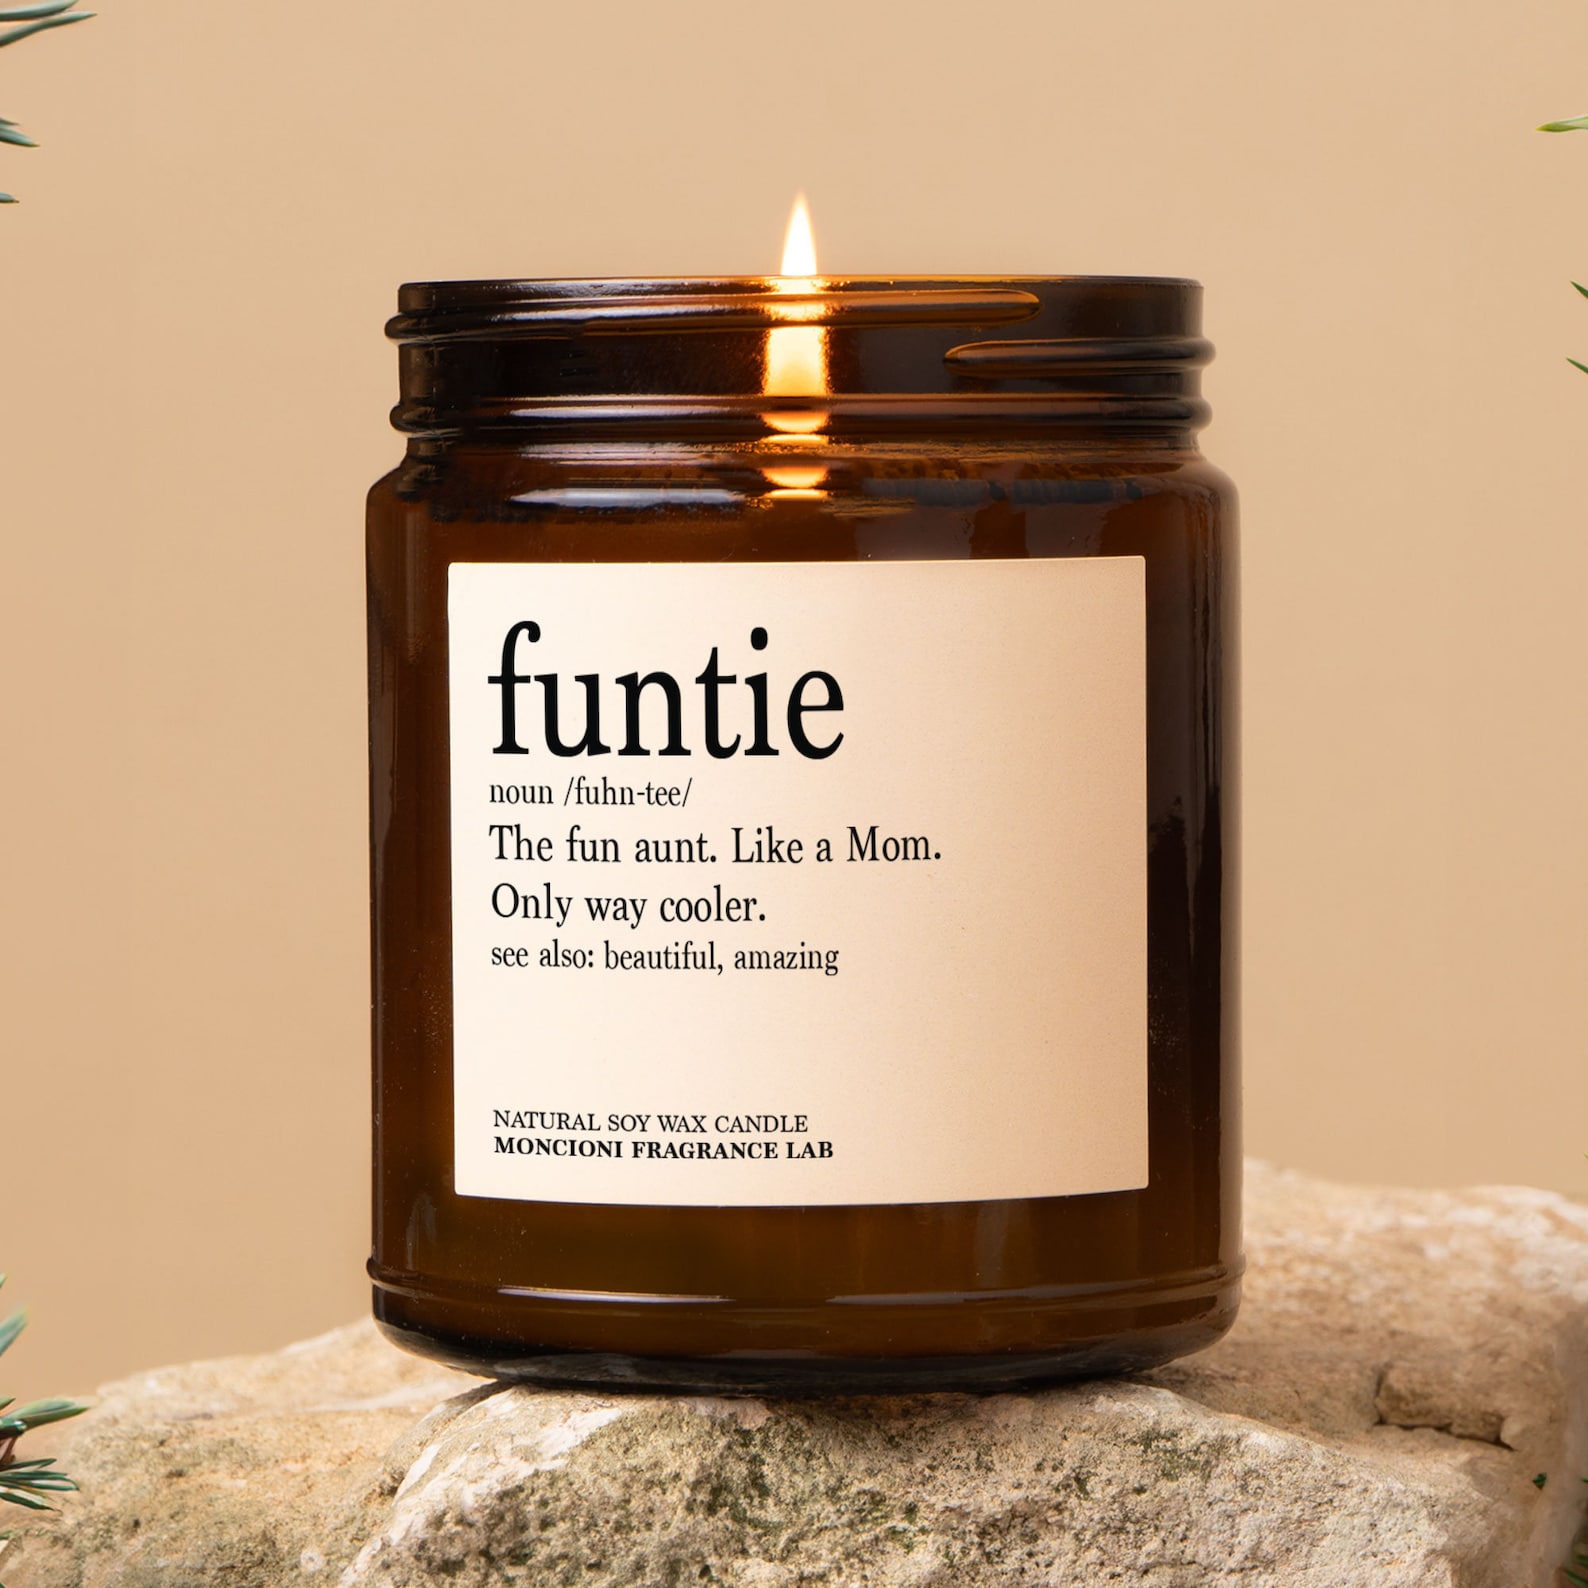 funtie
noun /fuhn-tee/
The fun aunt. Like a Mom.
Only way cooler.
see also: beautiful, amazing
NATURAL SOY WAX CANDLE
MONCIONI FRAGRANCE LAB